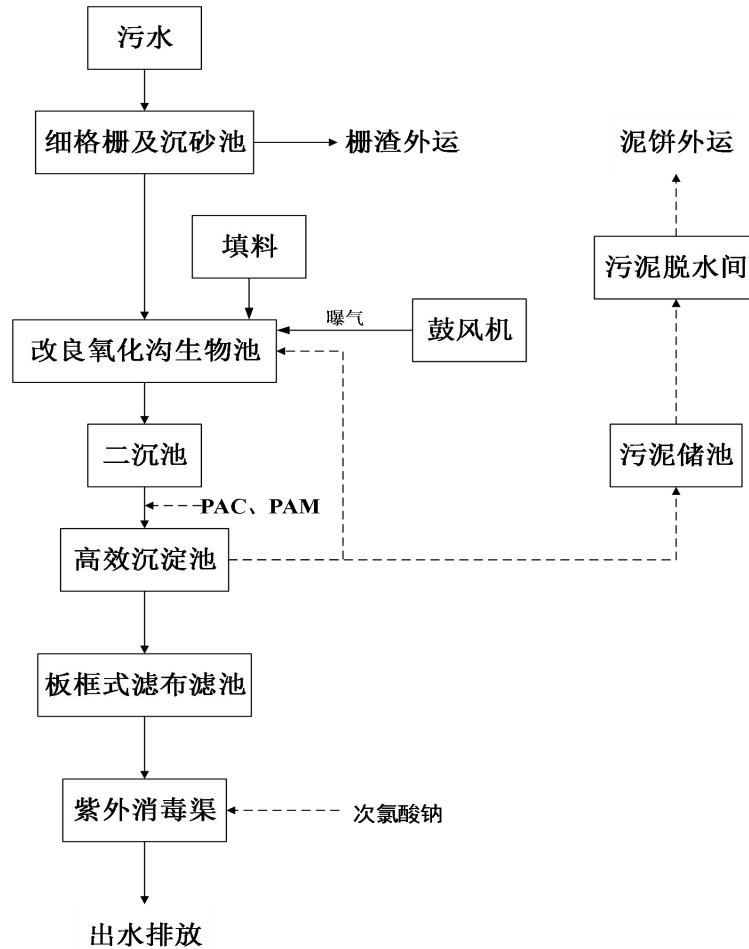 污水
细格栅及沉砂池
栅渣外运
泥饼外运
填料
污泥脱水间
曝气
鼓风机
改良氧化沟生物池
二沉池
污泥储池
PAC、PAM
高效沉淀池
板框式滤布滤池
紫外消毒渠
次氯酸钠
出水排放